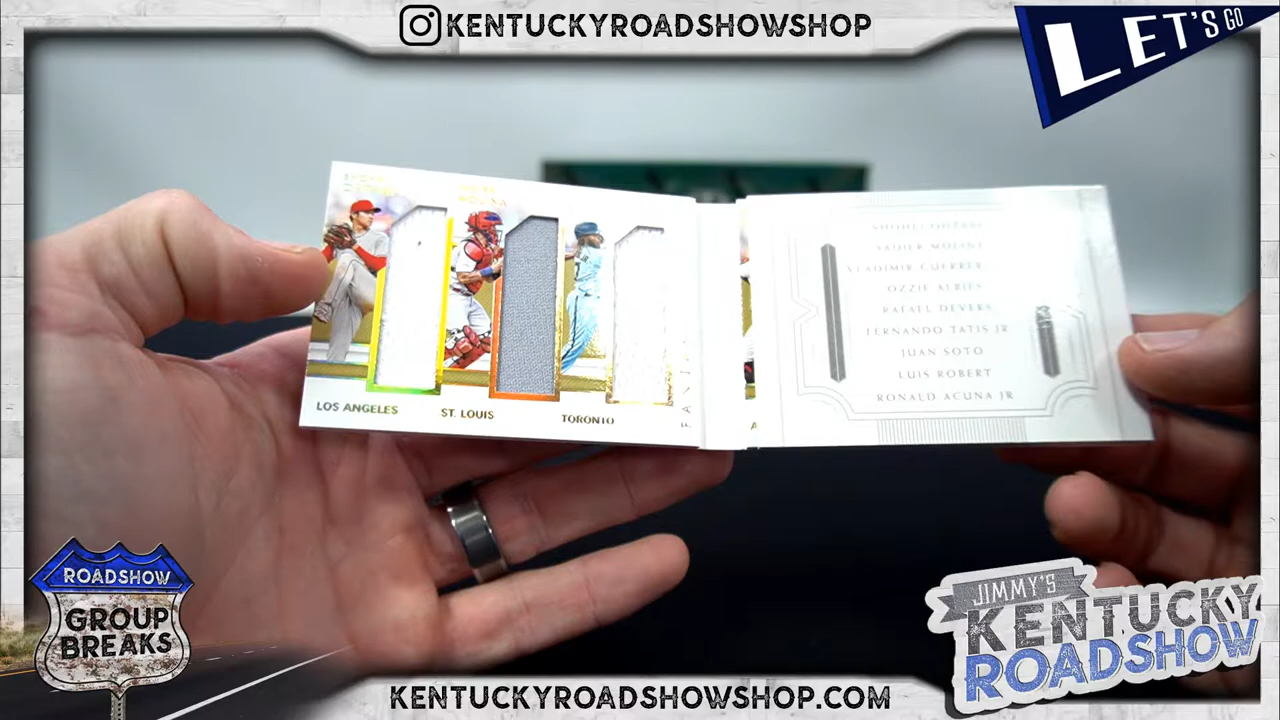 KENTUCKYROADSHOWSHOP
LET'S GO
SHOHEI OHTANI
YADIER MOLINA
VLADIMIR GUERRE
OZZIE ALBIES
RAFAEL DEVERS
FERNANDO TATIS JR
JUAN SOTO
LUIS ROBERT
RONALD ACUNA JR
LOS ANGELES
ST. LOUIS
TORONTO
ROADSHOW
GROUP
BREAKS
JIMMY'S
KENTUCKY
ROADSHOW
KENTUCKYROADSHOWSHOP.COM